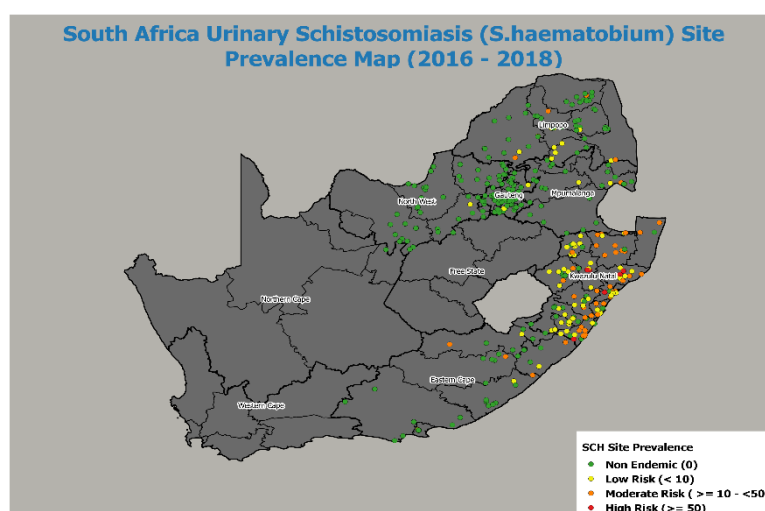 South Africa Urinary Schistosomiasis (S.haematobium) Site
Prevalence Map (2016 - 2018)
Limpopo
North West
Gauteng
Mpumalanga
Free State
Kwazulu Natal
Northern Cape
Eastern Cape
Western Cape
SCH Site Prevalence
Non Endemic (0)
Low Risk (< 10)
Moderate Risk ( >= 10 - <50
High Risk (>= 50)